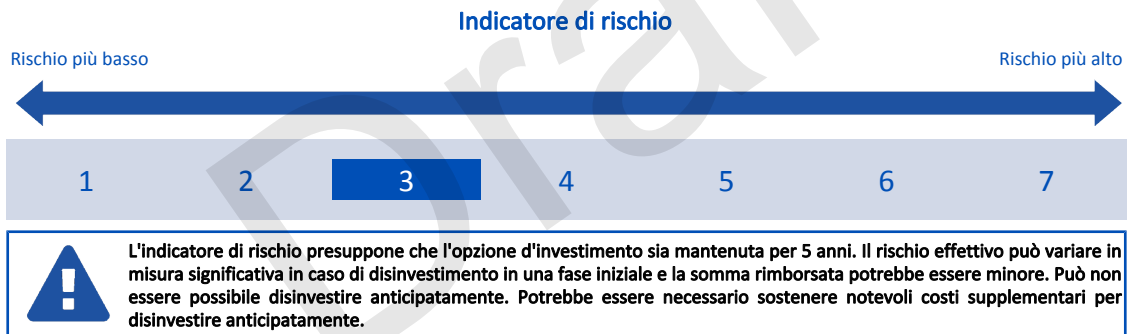 Indicatore di rischio
Rischio più basso
Rischio più alto
1 2 3 4 5 6 7
L'indicatore di rischio presuppone che l'opzione d'investimento sia mantenuta per 5 anni. Il rischio effettivo può variare in
misura significativa in caso di disinvestimento in una fase iniziale e la somma rimborsata potrebbe essere minore. Può non
essere possibile disinvestire anticipatamente. Potrebbe essere necessario sostenere notevoli costi supplementari per
disinvestire anticipatamente.